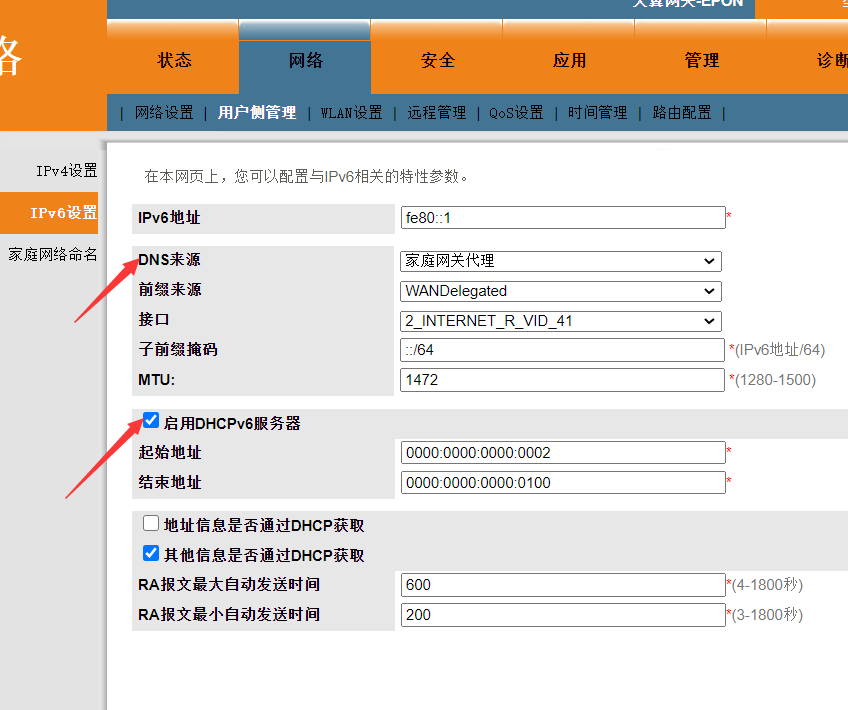 天翼网关-EPON
络
状态 网络 安全 应用 管理 诊断
| 网络设置 | 用户侧管理 | WLAN设置 | 远程管理 | QoS设置 | 时间管理 | 路由配置 |
IPv4设置
IPv6设置
家庭网络命名
在本网页上，您可以配置与IPv6相关的特性参数。
IPv6地址 fe80::1 *
DNS来源 家庭网关代理
前缀来源 WANDelegated
接口 2_INTERNET_R_VID_41
子前缀掩码 ::/64 *(IPv6地址/64)
MTU: 1472 *(1280-1500)
启用DHCPv6服务器
起始地址 0000:0000:0000:0002 *
结束地址 0000:0000:0000:0100 *
地址信息是否通过DHCP获取
其他信息是否通过DHCP获取
RA报文最大自动发送时间 600 *(4-1800秒)
RA报文最小自动发送时间 200 *(3-1800秒)